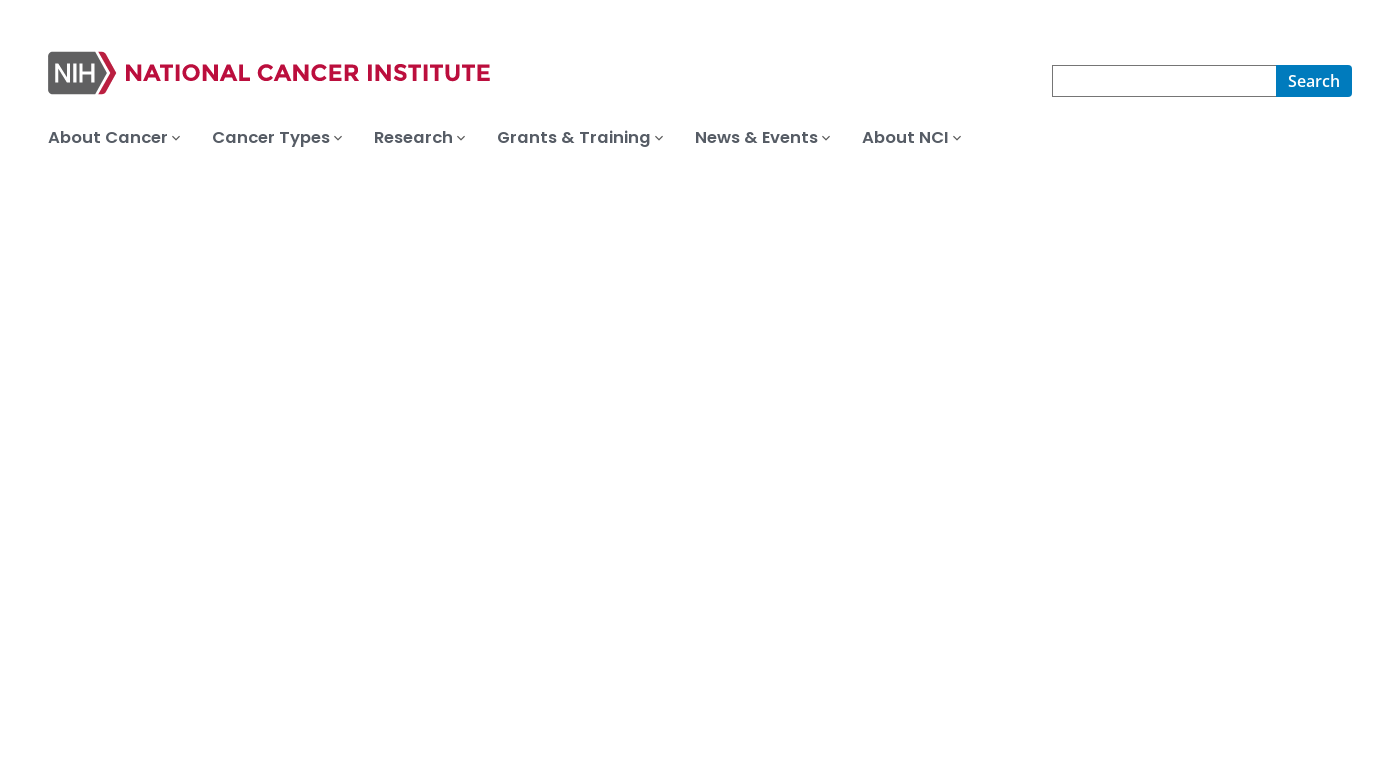 NIH NATIONAL CANCER INSTITUTE
Search
About Cancer Cancer Types Research Grants & Training News & Events About NCI